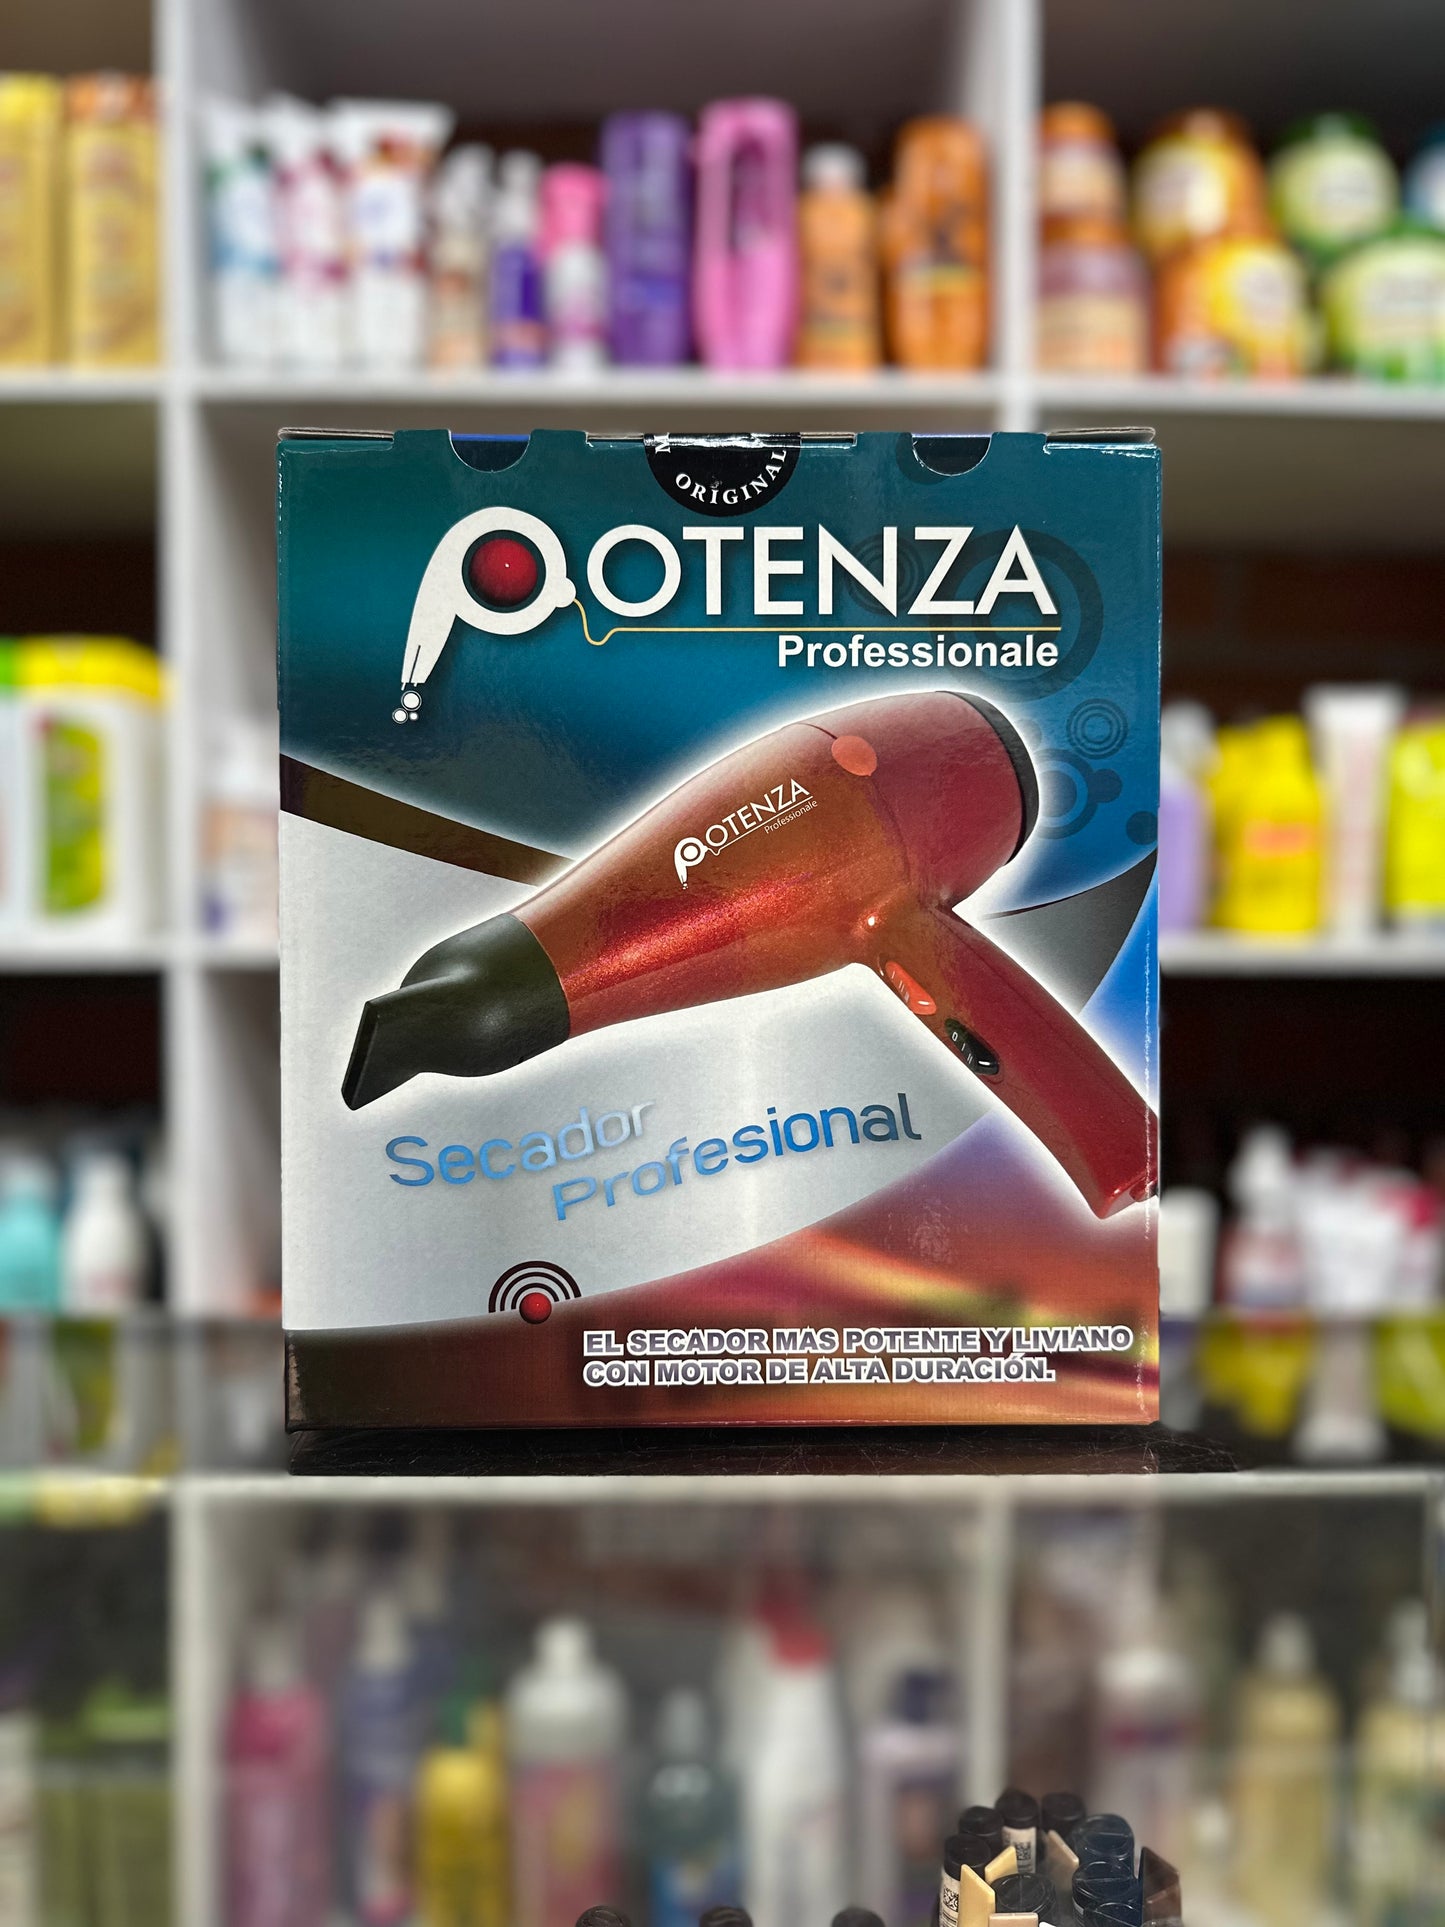 ORIGINAL
POTENZA
Professionale
POTENZA
Professionale
Secador
Profesional
EL SECADOR MAS POTENTE Y LIVIANO
CON MOTOR DE ALTA DURACIÓN.